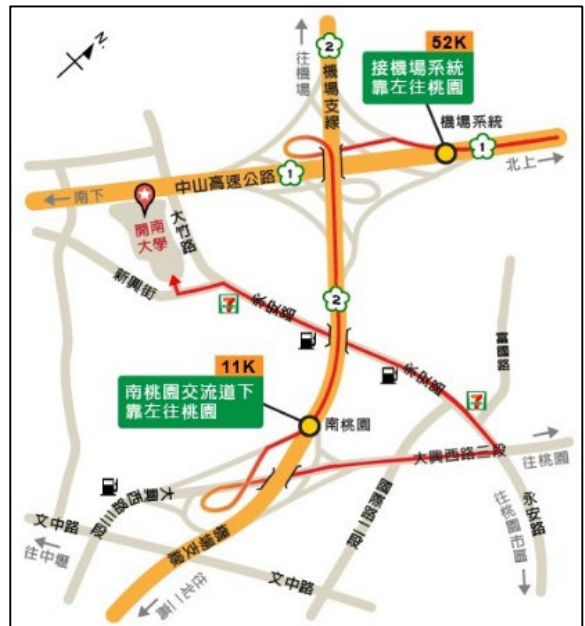 N.
2
往機場
機場支線
52K
接機場系統
靠左往桃園
機場系統
1
北上
中山高速公路
1
南下
開南
大學
大竹路
新興街
7
永安路
2
11K
南桃園交流道下
靠左往桃園
南桃園
永安路
7
富國路
大興西路二段
往桃園
大興西路三段
國際路二段
永安路
往桃園市區
文中路
往中壢
機場支線
文中路
往北二高